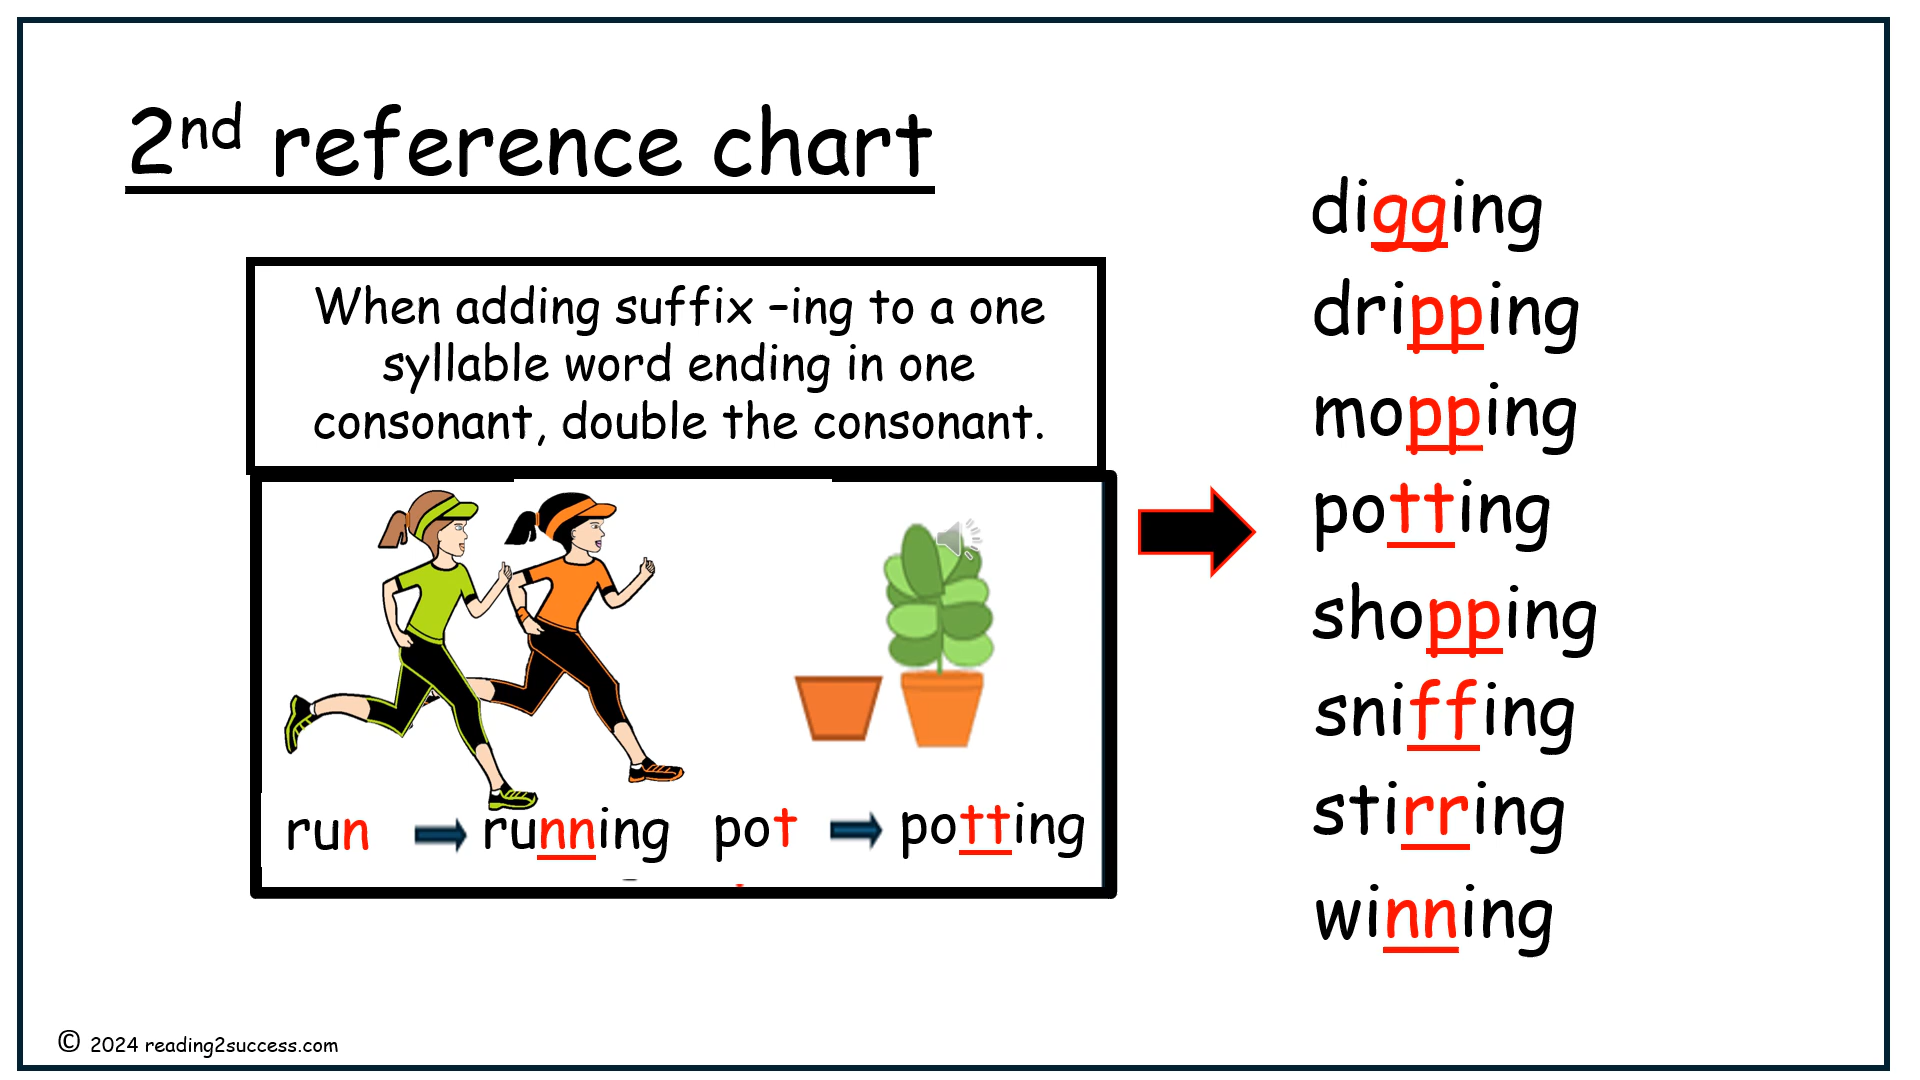 2nd reference chart
When adding suffix –ing to a one
syllable word ending in one
consonant, double the consonant.
run running pot potting
digging
dripping
mopping
potting
shopping
sniffing
stirring
winning
© 2024 reading2success.com